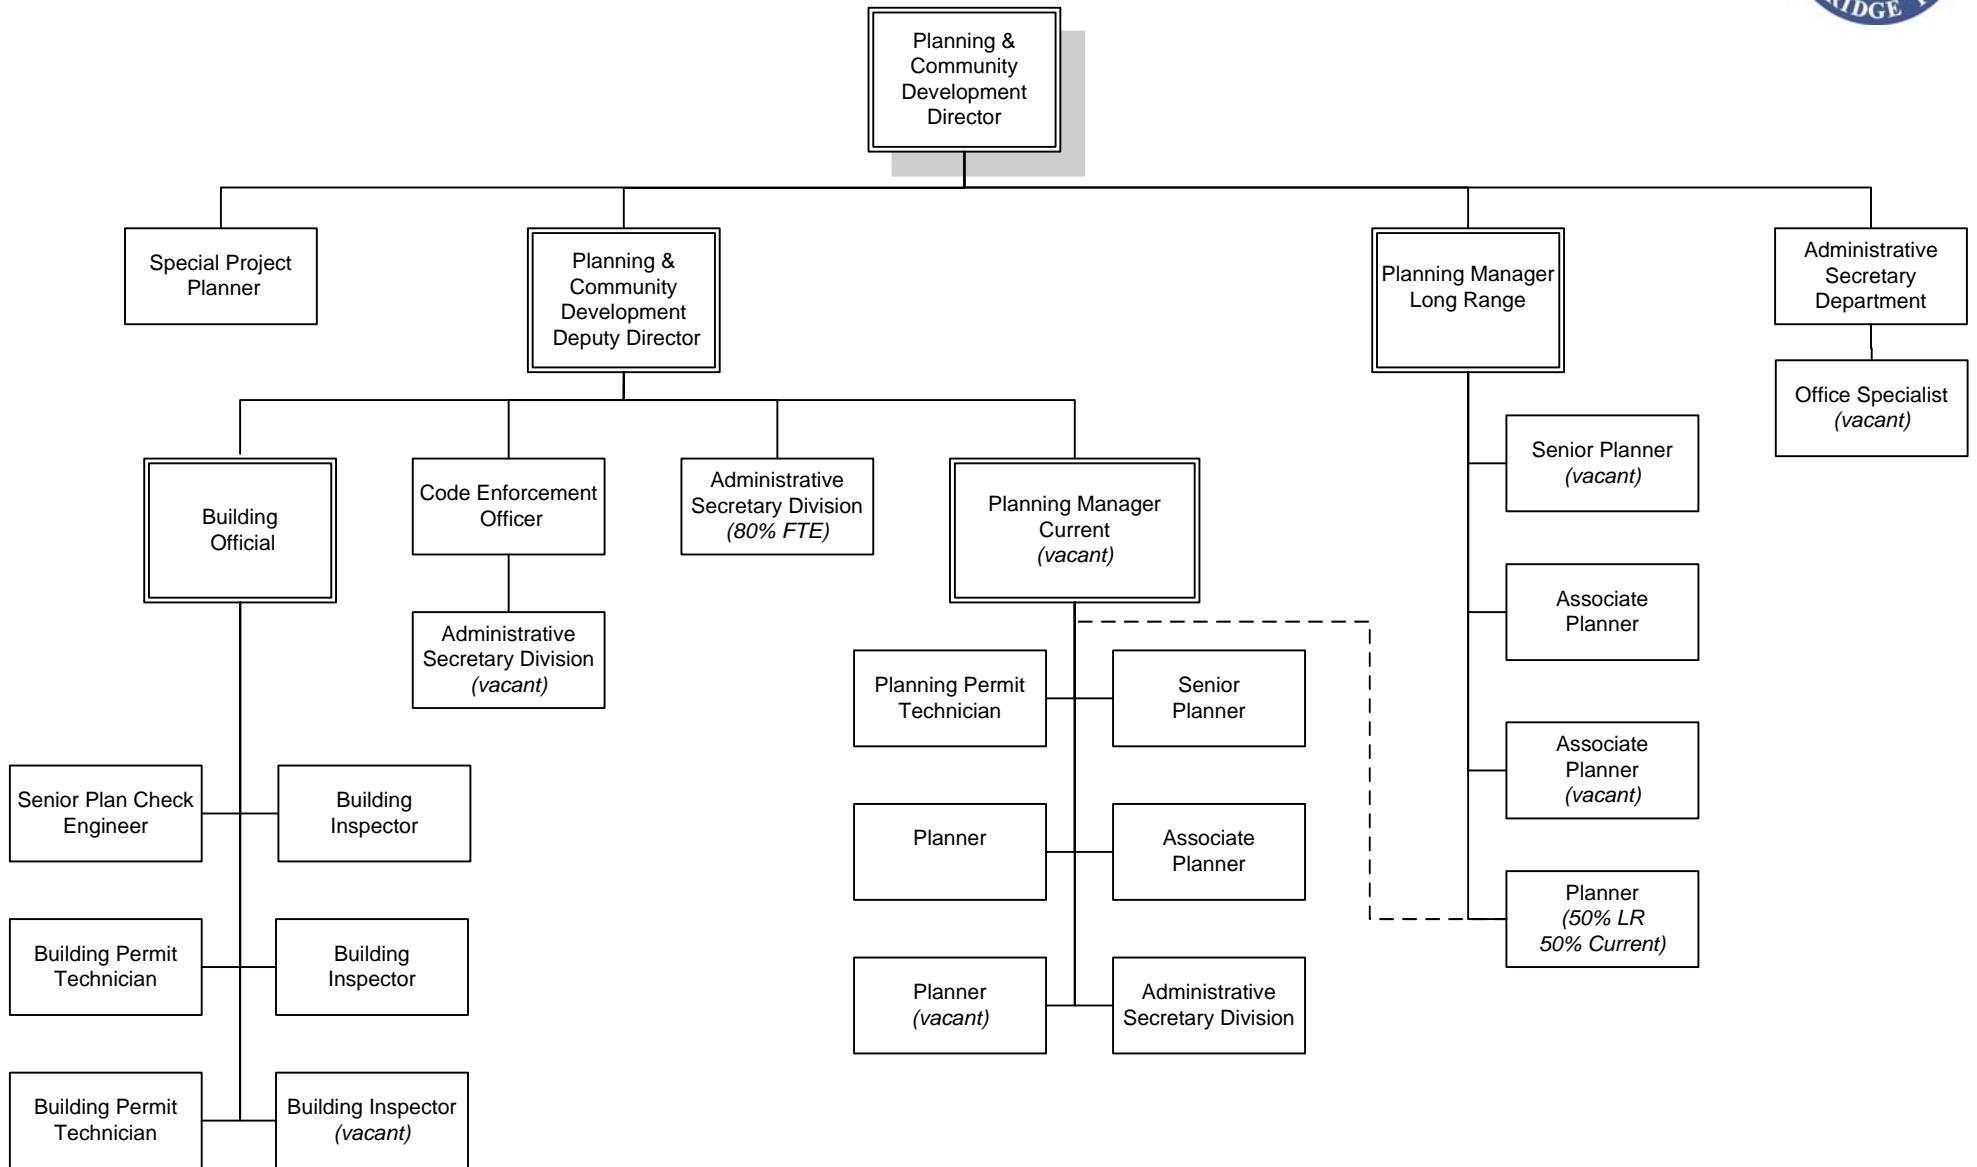 RIDGE
Planning &
Community
Development
Director
Special Project
Planner
Planning &
Community
Development
Deputy Director
Planning Manager
Long Range
Administrative
Secretary
Department
Office Specialist
(vacant)
Building
Official
Code Enforcement
Officer
Administrative
Secretary Division
(80% FTE)
Planning Manager
Current
(vacant)
Senior Planner
(vacant)
Associate
Planner
Associate
Planner
(vacant)
Planner
(50% LR
50% Current)
Administrative
Secretary Division
(vacant)
Planning Permit
Technician
Senior
Planner
Planner
Associate
Planner
Planner
(vacant)
Administrative
Secretary Division
Senior Plan Check
Engineer
Building
Inspector
Building Permit
Technician
Building
Inspector
Building Permit
Technician
Building Inspector
(vacant)